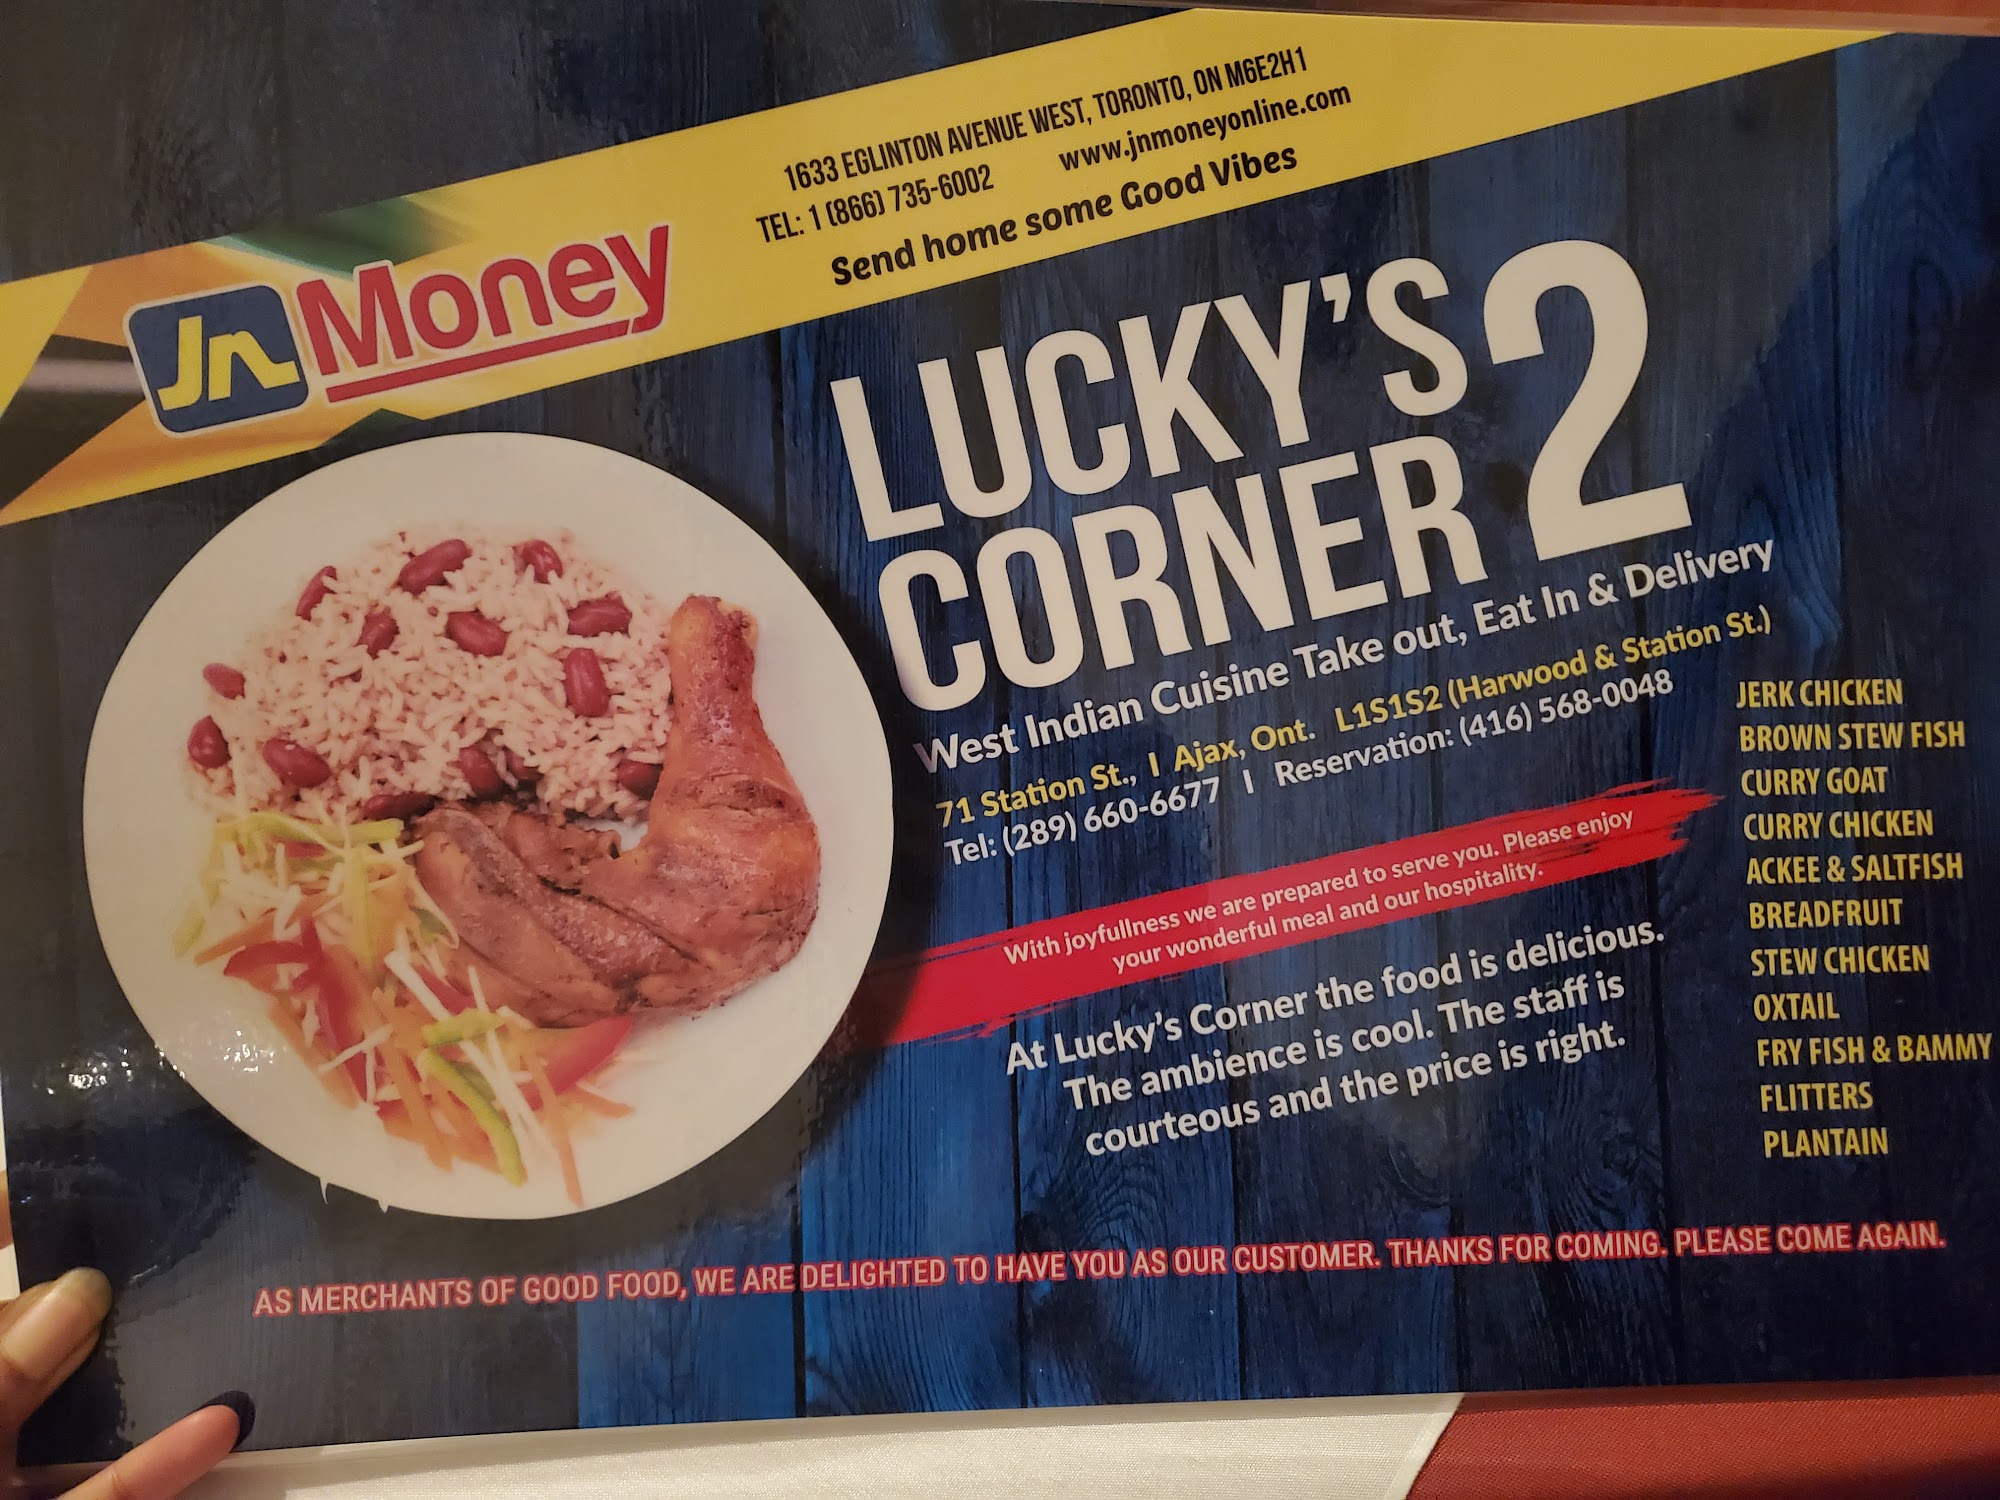 1633 EGLINTON AVENUE WEST, TORONTO, ON M6E2H1
TEL: 1 (866) 735-6002 www.jnmoneyonline.com
Send home some Good Vibes
Jn Money
LUCKY'S
CORNER 2
West Indian Cuisine Take out, Eat In & Delivery
71 Station St., I Ajax, Ont. L1S1S2 (Harwood & Station St.)
Tel: (289) 660-6677 I Reservation: (416) 568-0048
With joyfullness we are prepared to serve you. Please enjoy
your wonderful meal and our hospitality.
At Lucky's Corner the food is delicious.
The ambience is cool. The staff is
courteous and the price is right.
JERK CHICKEN
BROWN STEW FISH
CURRY GOAT
CURRY CHICKEN
ACKEE & SALTFISH
BREADFRUIT
STEW CHICKEN
OXTAIL
FRY FISH & BAMMY
FLITTERS
PLANTAIN
AS MERCHANTS OF GOOD FOOD, WE ARE DELIGHTED TO HAVE YOU AS OUR CUSTOMER. THANKS FOR COMING. PLEASE COME AGAIN.